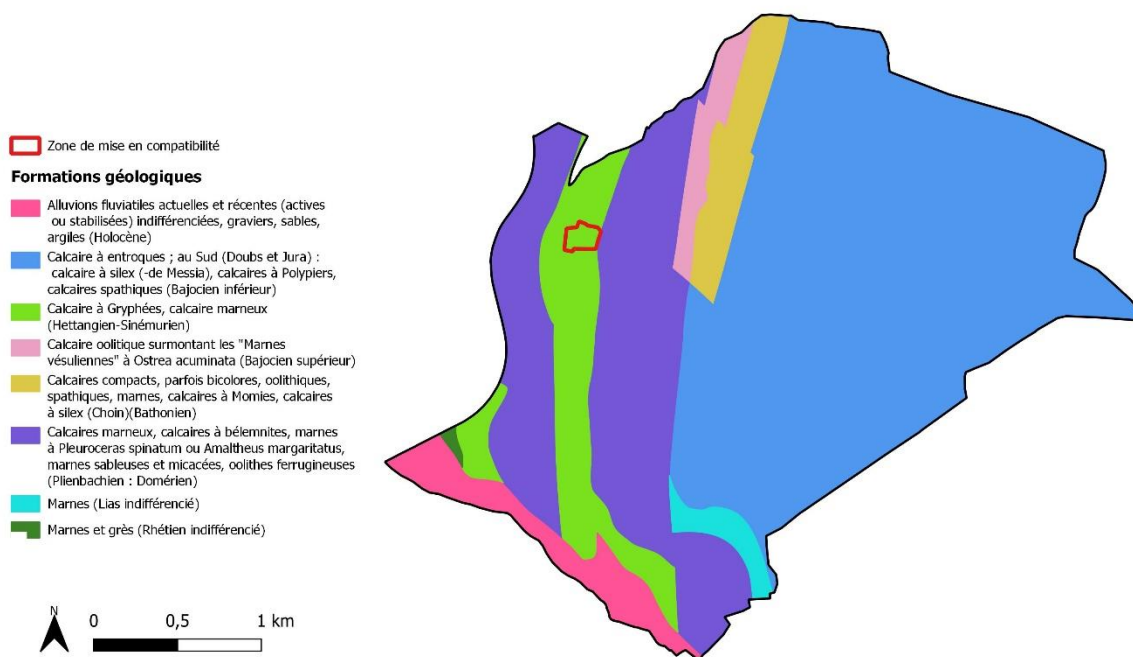 Zone de mise en compatibilité
Formations géologiques
Alluvions fluviatiles actuelles et récentes (actives
ou stabilisées) indifférenciées, graviers, sables,
argiles (Holocène)
Calcaire à entroques ; au Sud (Doubs et Jura) :
calcaire à silex (-de Messia), calcaires à Polypiers,
calcaires spathiques (Bajocien inférieur)
Calcaire à Gryphées, calcaire marneux
(Hettangien-Sinémurien)
Calcaire oolitique surmontant les "Marnes
vésuliennes" à Ostrea acuminata (Bajocien supérieur)
Calcaires compacts, parfois bicolores, oolithiques,
spathiques, marnes, calcaires à Momies, calcaires
à silex (Choin)(Bathonien)
Calcaires marneux, calcaires à bélemnites, marnes
à Pleuroceras spinatum ou Amaltheus margaritatus,
marnes sableuses et micacées, oolithes ferrugineuses
(Plienbachien : Domérien)
Marnes (Lias indifférencié)
Marnes et grès (Rhétien indifférencié)
N
0 0,5 1 km